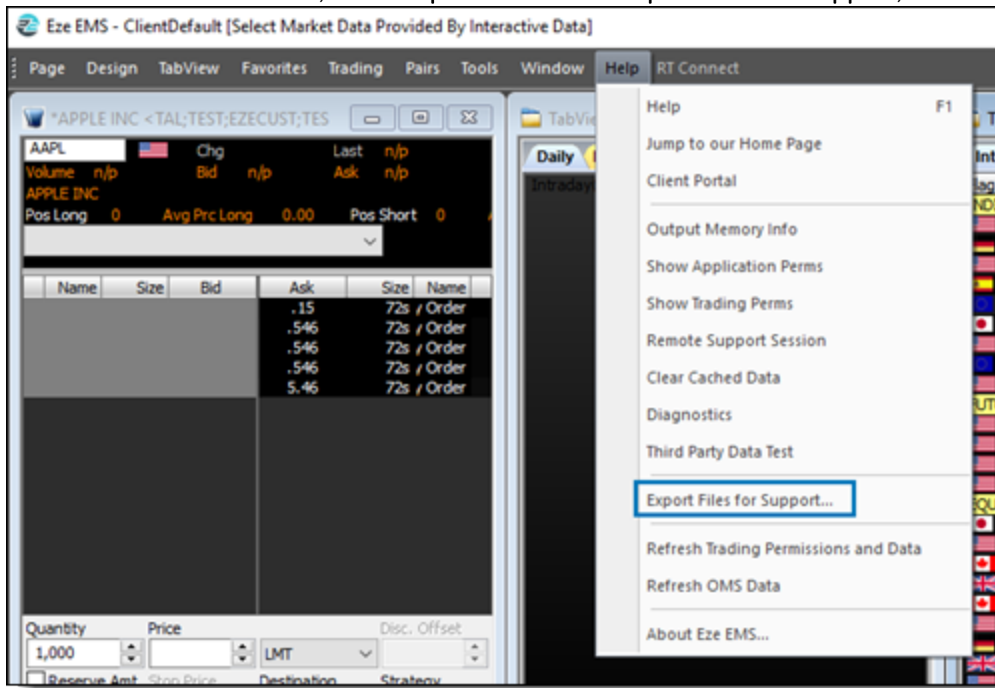 Eze EMS - ClientDefault [Select Market Data Provided By Interactive Data]
Page Design TabView Favorites Trading Pairs Tools Window Help RT Connect
*APPLE INC <TAL;TEST;EZECUST;TES
AAPL Chg Last n/p
Volume n/p Bid n/p Ask n/p
APPLE INC
Pos Long 0 Avg Prc Long 0.00 Pos Short 0
Name Size Bid Ask Size Name
.15 72s / Order
.546 72s / Order
.546 72s / Order
.546 72s / Order
5.46 72s / Order
Quantity Price Disc. Offset
1,000 LMT
Reserve Amt Stop Price Destination Strategy
Daily
Help F1
Jump to our Home Page
Client Portal
Output Memory Info
Show Application Perms
Show Trading Perms
Remote Support Session
Clear Cached Data
Diagnostics
Third Party Data Test
Export Files for Support...
Refresh Trading Permissions and Data
Refresh OMS Data
About Eze EMS...